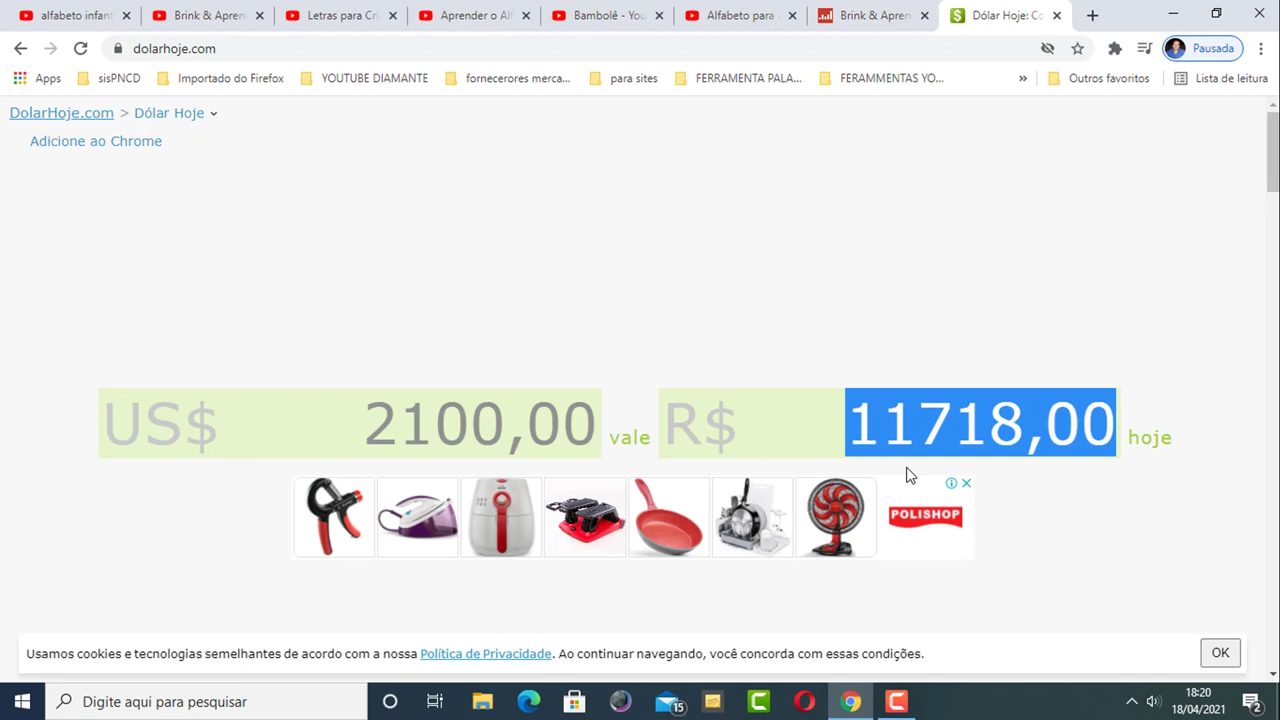 alfabeto infant
Brink & Apren
Letras para Cri
Aprender o Alf
Bambolê - You
Alfabeto para
Brink & Apren
Dólar Hoje: Co
dolarhoje.com
Pausada
Apps
sisPNCD
Importado do Firefox
YOUTUBE DIAMANTE
fornecerores merca...
para sites
FERRAMENTA PALA...
FERAMMENTAS YO...
»
Outros favoritos
Lista de leitura
DolarHoje.com > Dólar Hoje
Adicione ao Chrome
US$ 2100,00 vale R$ 11718,00 hoje
POLISHOP
Usamos cookies e tecnologias semelhantes de acordo com a nossa Política de Privacidade. Ao continuar navegando, você concorda com essas condições.
OK
Digite aqui para pesquisar
15
18:20
18/04/2021
2